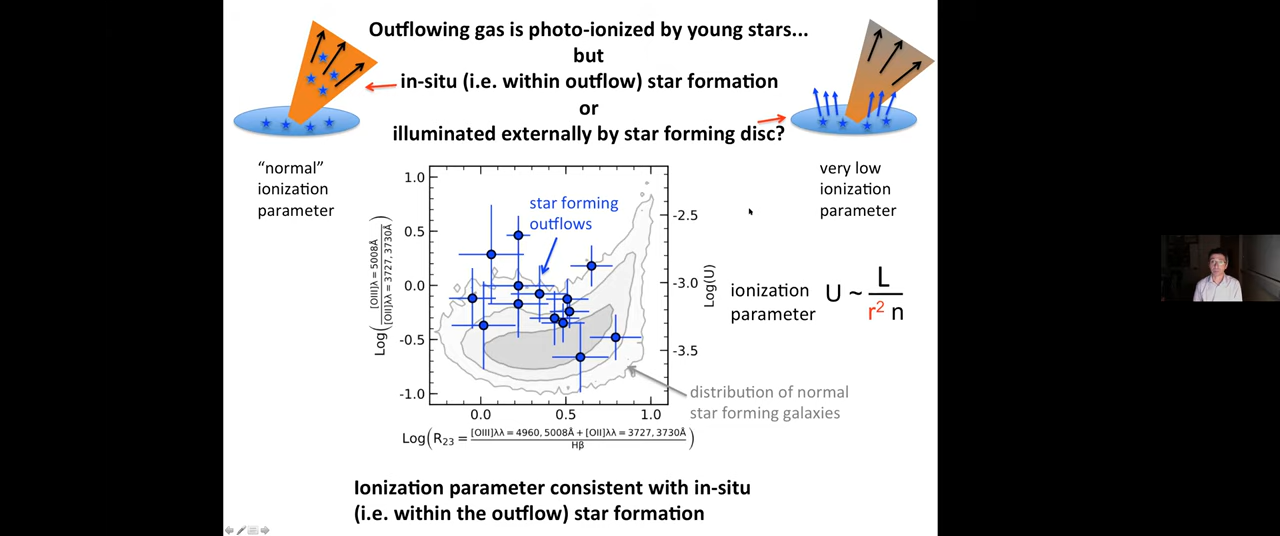 Outflowing gas is photo-ionized by young stars...
but
in-situ (i.e. within outflow) star formation
or
illuminated externally by star forming disc?
"normal"
ionization
parameter
very low
ionization
parameter
star forming
outflows
1.0
0.5
0.0
-0.5
-1.0
Log([OIII]λ = 5008Å / [OII]λλ = 3727, 3730Å)
-2.5
-3.0
-3.5
Log(U)
ionization
parameter
U ~ L / r² n
distribution of normal
star forming galaxies
0.0 0.5 1.0
Log(R₂₃ = [OIII]λλ = 4960, 5008Å + [OII]λλ = 3727, 3730Å / Hβ)
Ionization parameter consistent with in-situ
(i.e. within the outflow) star formation